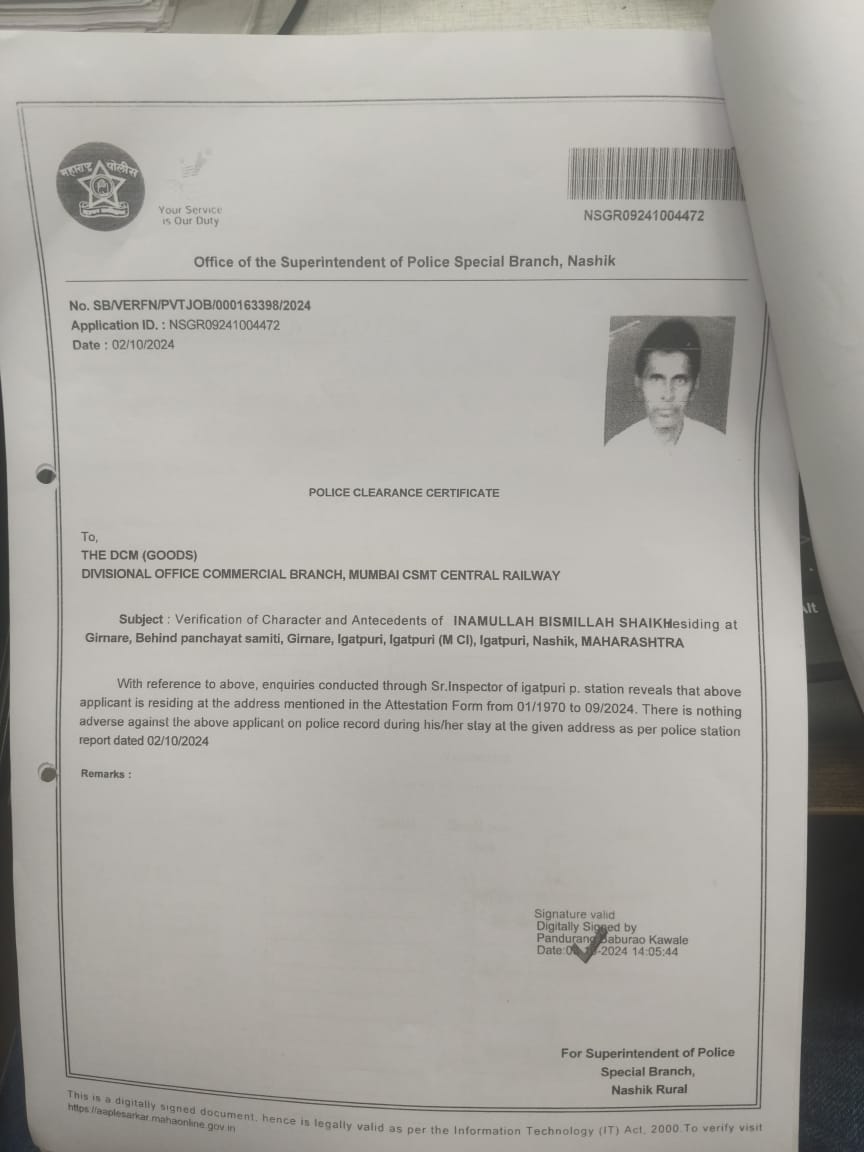 महाराष्ट्र पोलीस
Your Service
is Our Duty
NSGR09241004472
Office of the Superintendent of Police Special Branch, Nashik
No. SB/VERFN/PVTJOB/000163398/2024
Application ID. : NSGR09241004472
Date : 02/10/2024
POLICE CLEARANCE CERTIFICATE
To,
THE DCM (GOODS)
DIVISIONAL OFFICE COMMERCIAL BRANCH, MUMBAI CSMT CENTRAL RAILWAY
Subject : Verification of Character and Antecedents of INAMULLAH BISMILLAH SHAIKHesiding at
Girnare, Behind panchayat samiti, Girnare, Igatpuri, Igatpuri (M Cl), Igatpuri, Nashik, MAHARASHTRA
With reference to above, enquiries conducted through Sr.Inspector of igatpuri p. station reveals that above
applicant is residing at the address mentioned in the Attestation Form from 01/1970 to 09/2024. There is nothing
adverse against the above applicant on police record during his/her stay at the given address as per police station
report dated 02/10/2024
Remarks :
Signature valid
Digitally Signed by
Pandurang Baburao Kawale
Date: -2024 14:05:44
For Superintendent of Police
Special Branch,
Nashik Rural
This is a digitally signed document, hence is legally valid as per the Information Technology (IT) Act, 2000.To verify visit
https://aaplesarkar.mahaonline.gov.in
Alt